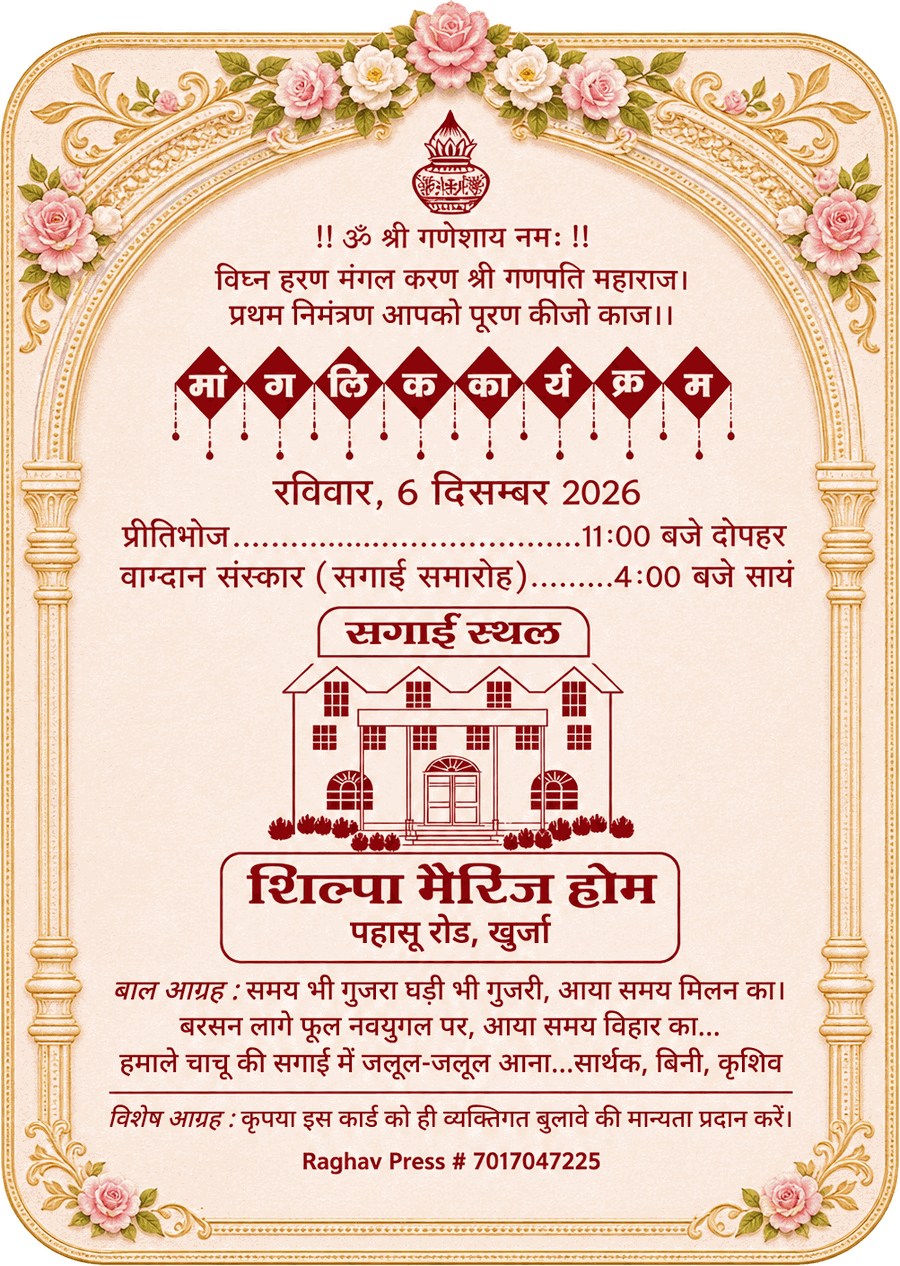 !! ॐ श्री गणेशाय नमः !!
विघ्न हरण मंगल करण श्री गणपति महाराज।
प्रथम निमंत्रण आपको पूरण कीजो काज।।
मांगलिक कार्यक्रम
रविवार, 6 दिसम्बर 2026
प्रीतिभोज....................................11:00 बजे दोपहर
वाग्दान संस्कार (सगाई समारोह).........4:00 बजे सायं
सगाई स्थल
शिल्पा मैरिज होम
पहासू रोड, खुर्जा
बाल आग्रह : समय भी गुजरा घड़ी भी गुजरी, आया समय मिलन का।
बरसन लागे फूल नवयुगल पर, आया समय विहार का...
हमाले चाचू की सगाई में जलूल-जलूल आना...सार्थक, बिनी, कृशिव
विशेष आग्रह : कृपया इस कार्ड को ही व्यक्तिगत बुलावे की मान्यता प्रदान करें।
Raghav Press # 7017047225